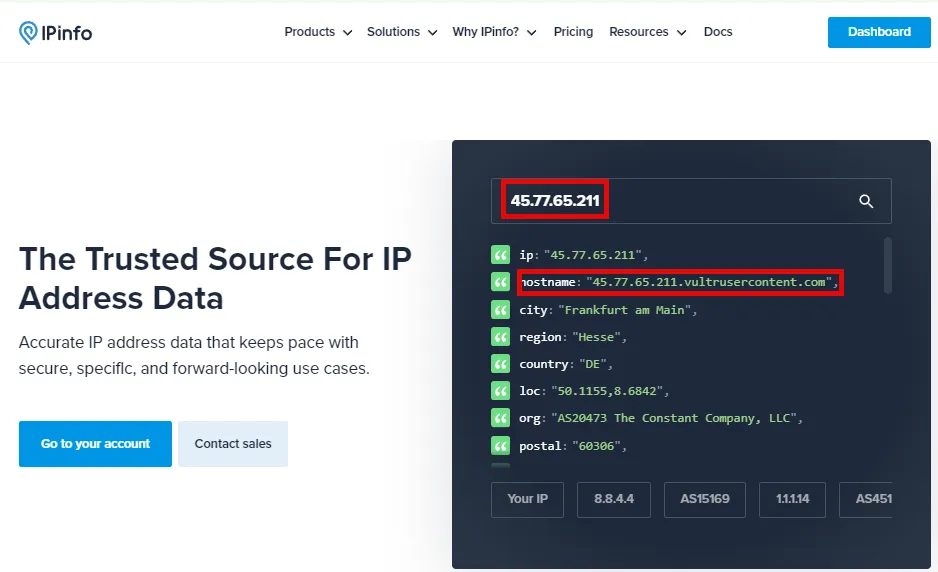 IPinfo
Products Solutions Why IPinfo? Pricing Resources Docs Dashboard
The Trusted Source For IP
Address Data
Accurate IP address data that keeps pace with
secure, specific, and forward-looking use cases.
Go to your account Contact sales
45.77.65.211
ip: "45.77.65.211",
hostname: "45.77.65.211.vultrusercontent.com",
city: "Frankfurt am Main",
region: "Hesse",
country: "DE",
loc: "50.1155,8.6842",
org: "AS20473 The Constant Company, LLC",
postal: "60306",
Your IP 8.8.4.4 AS15169 1.1.1.14 AS451